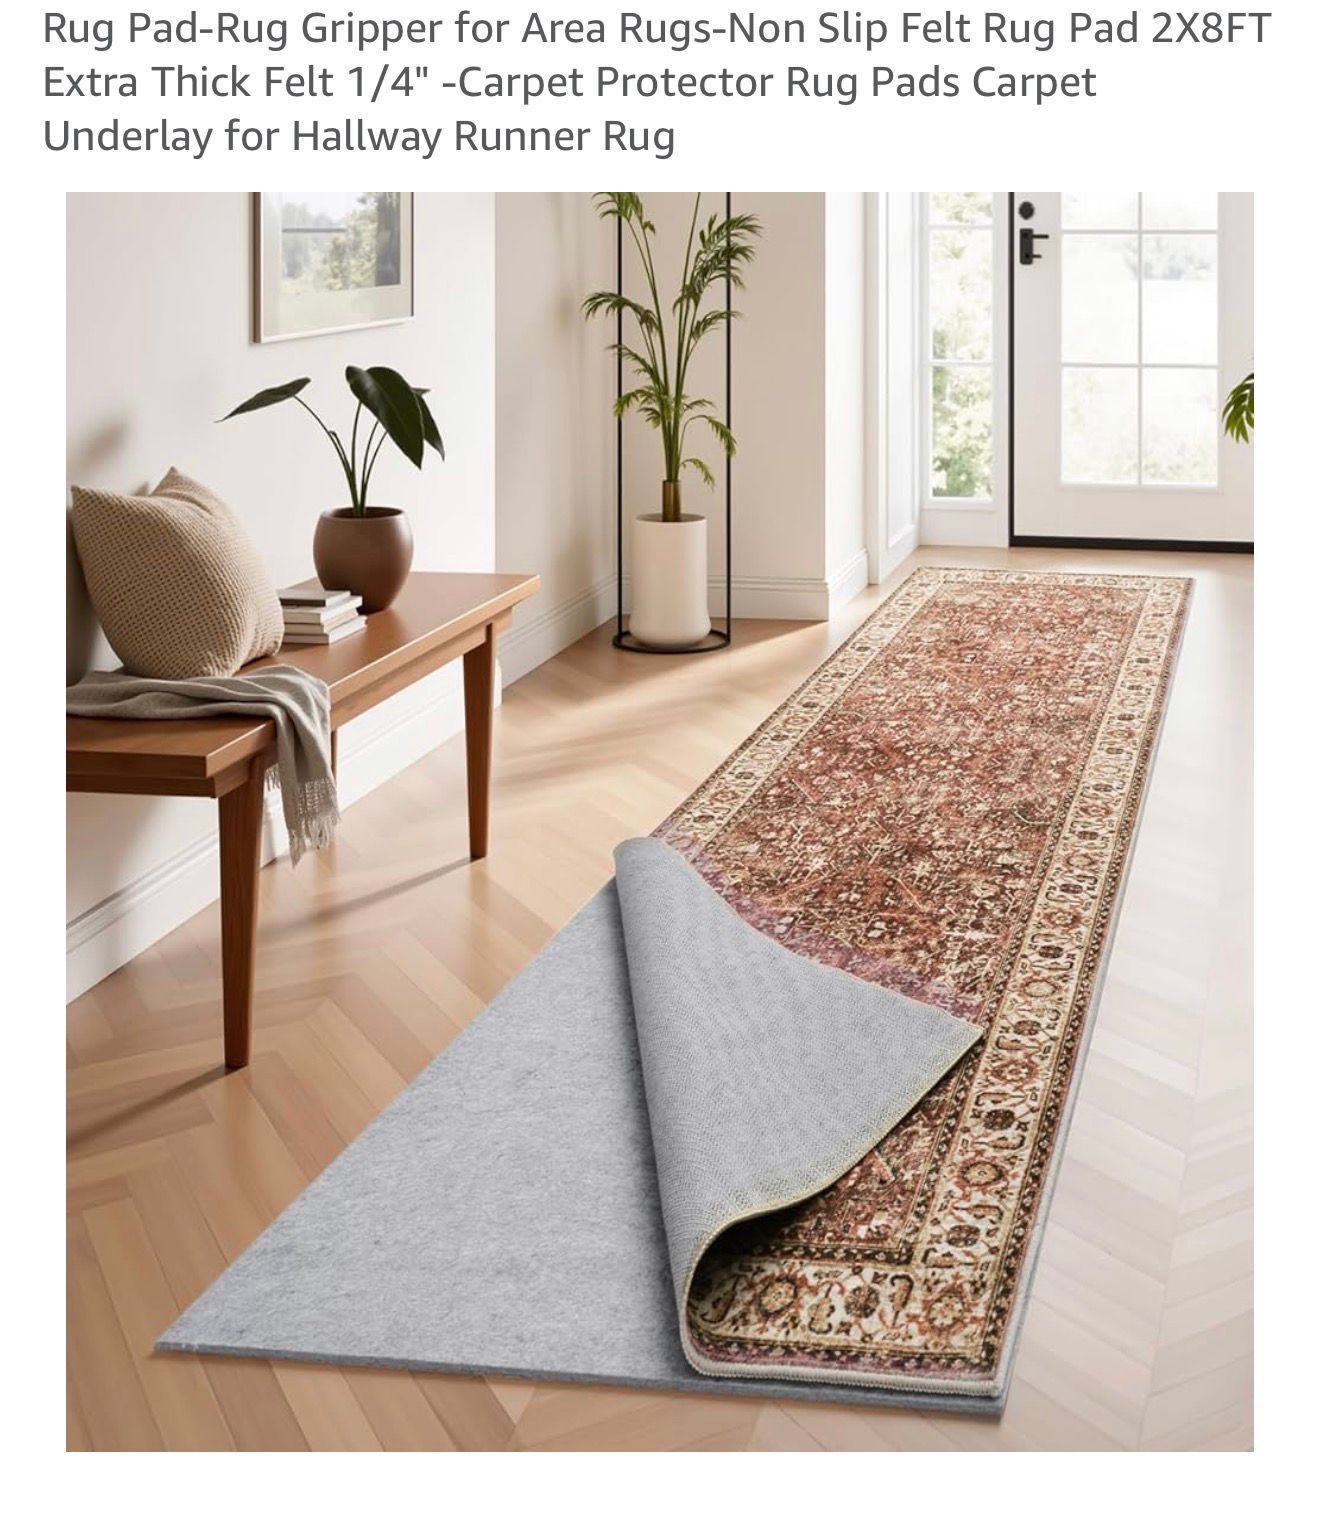 Rug Pad-Rug Gripper for Area Rugs-Non Slip Felt Rug Pad 2X8FT
Extra Thick Felt 1/4" -Carpet Protector Rug Pads Carpet
Underlay for Hallway Runner Rug